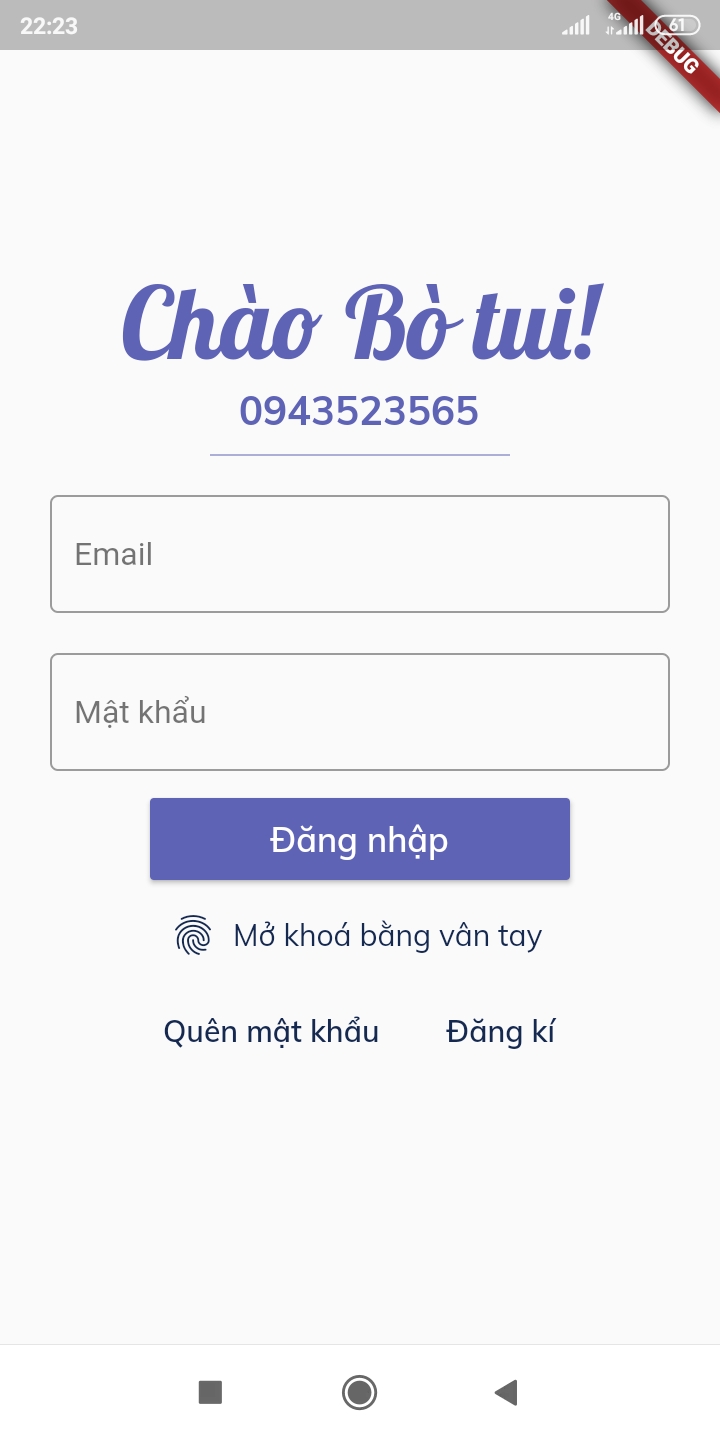 22:23
4G
61
DEBUG
Chào Bò tui!
0943523565
Email
Mật khẩu
Đăng nhập
Mở khoá bằng vân tay
Quên mật khẩu Đăng kí